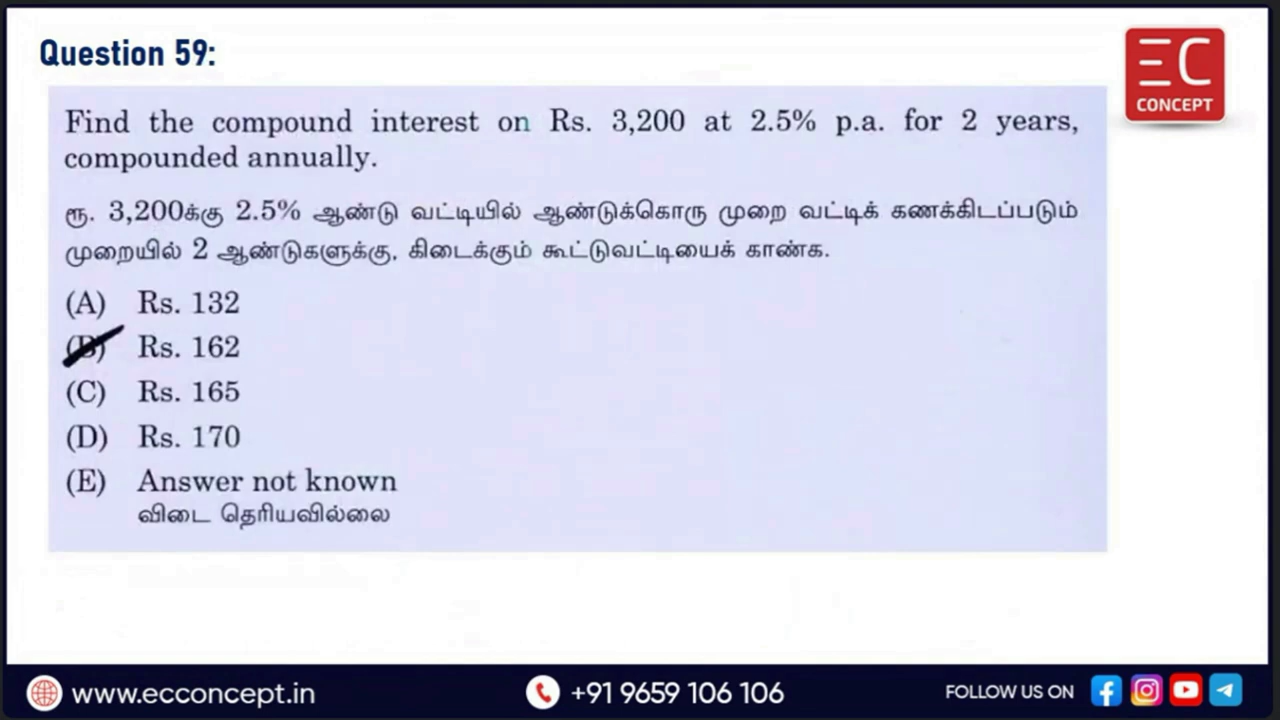 Question 59:
EC
CONCEPT
Find the compound interest on Rs. 3,200 at 2.5% p.a. for 2 years,
compounded annually.
ரூ. 3,200க்கு 2.5% ஆண்டு வட்டியில் ஆண்டுக்கொரு முறை வட்டிக் கணக்கிடப்படும்
முறையில் 2 ஆண்டுகளுக்கு, கிடைக்கும் கூட்டுவட்டியைக் காண்க.
(A) Rs. 132
(B) Rs. 162
(C) Rs. 165
(D) Rs. 170
(E) Answer not known
விடை தெரியவில்லை
www.ecconcept.in
+91 9659 106 106
FOLLOW US ON